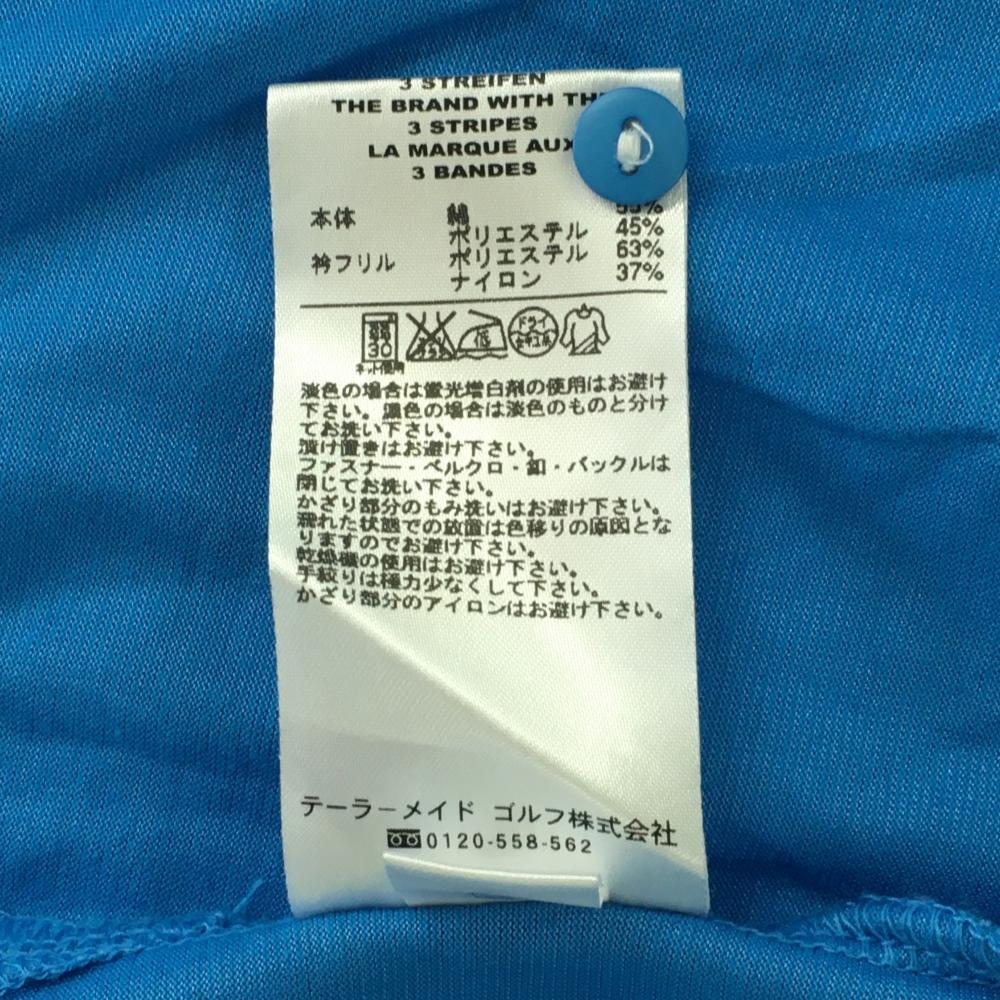 3 STREIFEN
THE BRAND WITH
3 STRIPES
LA MARQUE AUX
3 BANDES
本体 綿 55%
ポリエステル 45%
衿フリル ポリエステル 63%
ナイロン 37%
30
ネット使用
低
ドライ
淡色の場合は蛍光増白剤の使用はお避け
下さい。濃色の場合は淡色のものと分け
てお洗い下さい。
漬け置きはお避け下さい。
ファスナー・ベルクロ・釦・バックルは
閉じてお洗い下さい。
かざり部分のもみ洗いはお避け下さい。
濡れた状態での放置は色移りの原因とな
りますのでお避け下さい。
乾燥機の使用はお避け下さい。
手絞りは極力少なくして下さい。
かざり部分のアイロンはお避け下さい。
テーラーメイド ゴルフ株式会社
0120-558-562